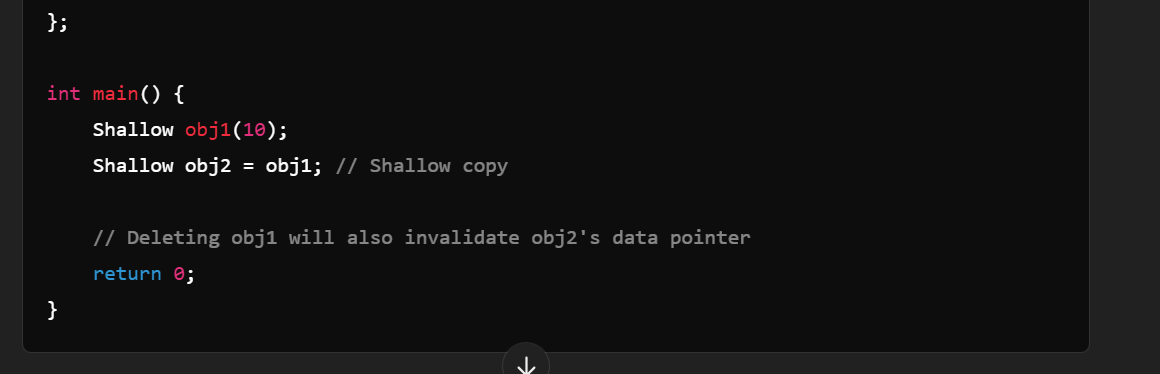 };
int main() {
    Shallow obj1(10);
    Shallow obj2 = obj1; // Shallow copy
    // Deleting obj1 will also invalidate obj2's data pointer
    return 0;
}